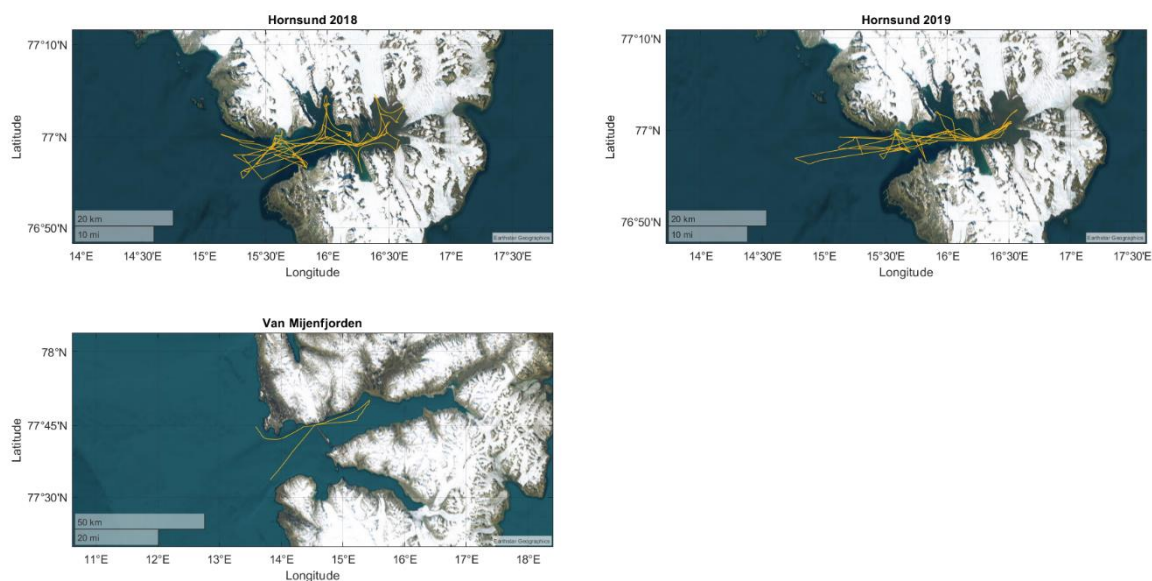 Hornsund 2018
77°10'N
77°N
76°50'N
Latitude
20 km
10 mi
Earthstar Geographics
14°E
14°30'E
15°E
15°30'E
16°E
16°30'E
17°E
17°30'E
Longitude
Hornsund 2019
77°10'N
77°N
76°50'N
Latitude
20 km
10 mi
Earthstar Geographics
14°E
14°30'E
15°E
15°30'E
16°E
16°30'E
17°E
17°30'E
Longitude
Van Mijenfjorden
78°N
77°45'N
77°30'N
Latitude
50 km
20 mi
Earthstar Geographics
11°E
12°E
13°E
14°E
15°E
16°E
17°E
18°E
Longitude